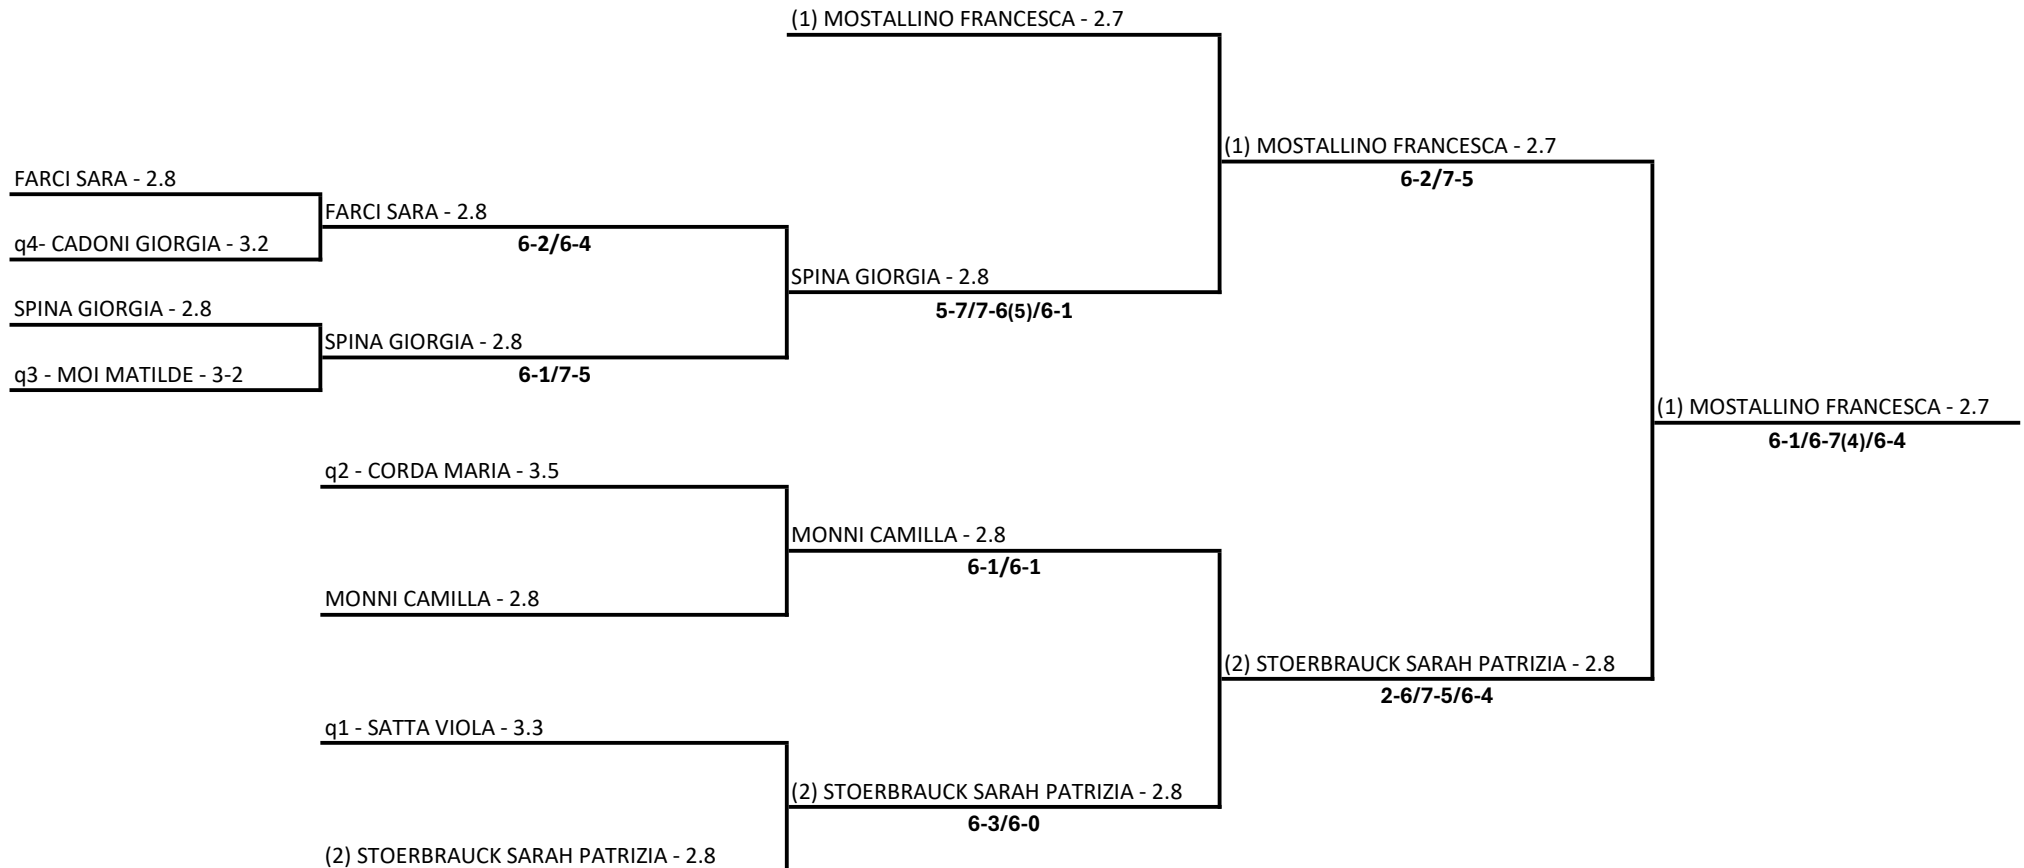 (1) MOSTALLINO FRANCESCA - 2.7
(1) MOSTALLINO FRANCESCA - 2.7
6-2/7-5
FARCI SARA - 2.8
FARCI SARA - 2.8
q4- CADONI GIORGIA - 3.2
6-2/6-4
SPINA GIORGIA - 2.8
5-7/7-6(5)/6-1
SPINA GIORGIA - 2.8
SPINA GIORGIA - 2.8
q3 - MOI MATILDE - 3-2
6-1/7-5
(1) MOSTALLINO FRANCESCA - 2.7
6-1/6-7(4)/6-4
q2 - CORDA MARIA - 3.5
MONNI CAMILLA - 2.8
6-1/6-1
MONNI CAMILLA - 2.8
(2) STOERBRAUCK SARAH PATRIZIA - 2.8
2-6/7-5/6-4
q1 - SATTA VIOLA - 3.3
(2) STOERBRAUCK SARAH PATRIZIA - 2.8
6-3/6-0
(2) STOERBRAUCK SARAH PATRIZIA - 2.8